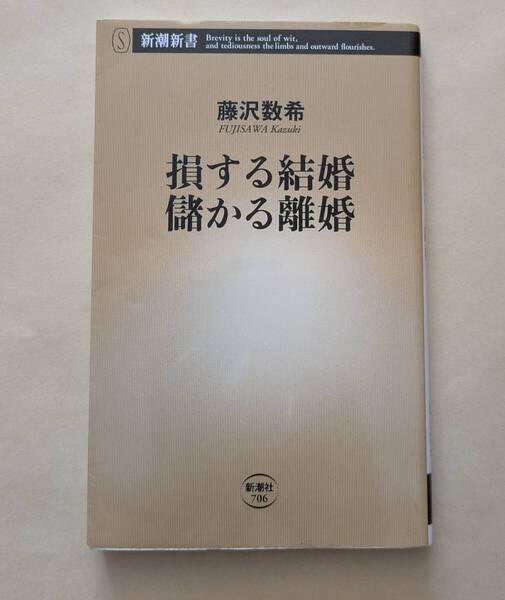 S
新潮新書
Brevity is the soul of wit,
and tediousness the limbs and outward flourishes.
藤沢数希
FUJISAWA Kazuki
損する結婚
儲かる離婚
新潮社
706